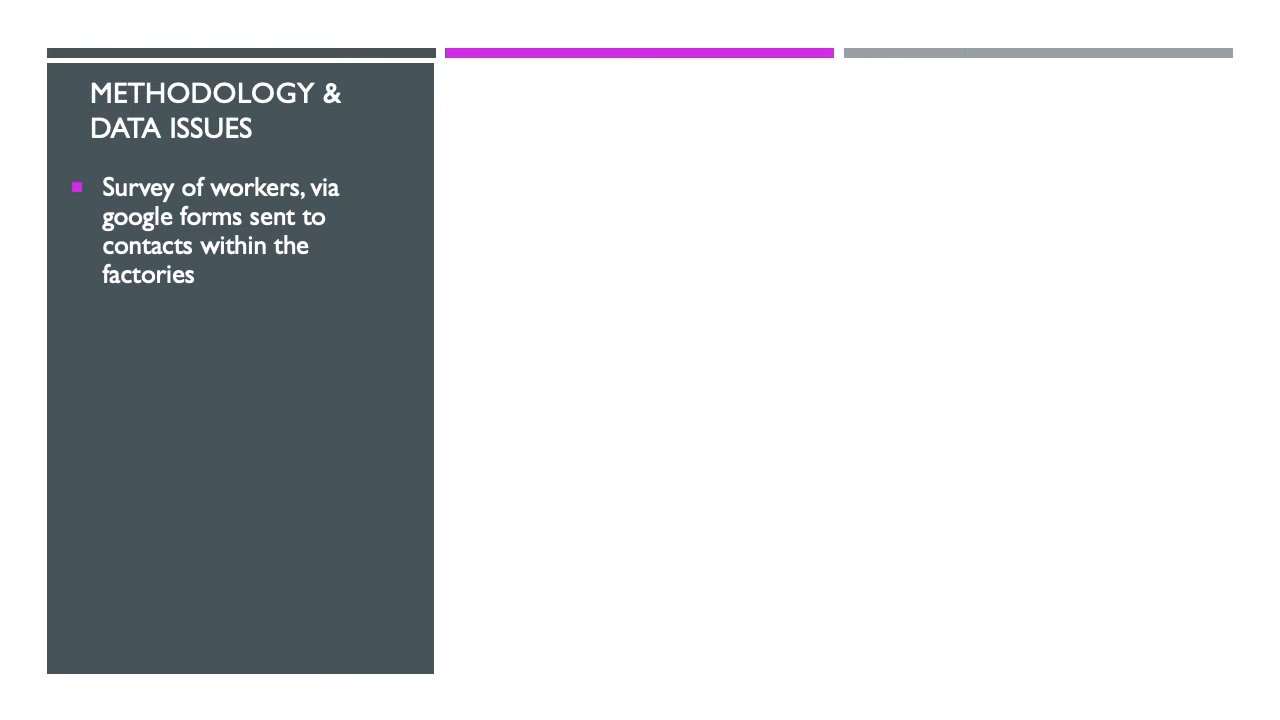 METHODOLOGY &
DATA ISSUES
Survey of workers, via
google forms sent to
contacts within the
factories